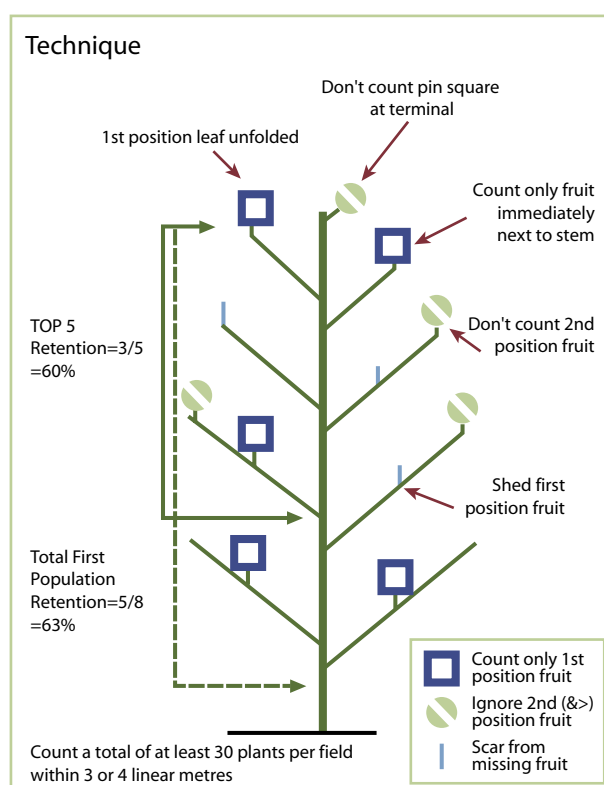 Technique
Don't count pin square
at terminal
1st position leaf unfolded
Count only fruit
immediately
next to stem
TOP 5
Retention=3/5
=60%
Don't count 2nd
position fruit
Shed first
position fruit
Total First
Population
Retention=5/8
=63%
Count only 1st
position fruit
Ignore 2nd (&>)
position fruit
Scar from
missing fruit
Count a total of at least 30 plants per field
within 3 or 4 linear metres